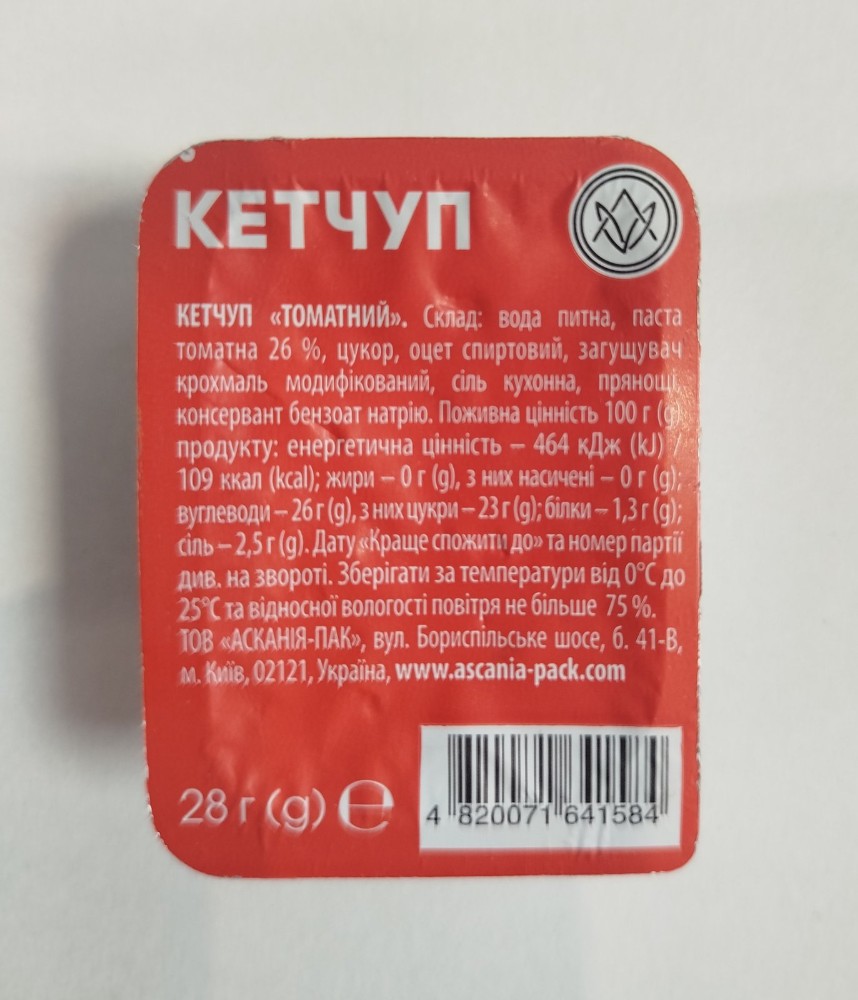 КЕТЧУП
КЕТЧУП «ТОМАТНИЙ». Склад: вода питна, паста
томатна 26 %, цукор, оцет спиртовий, загущувач
крохмаль модифікований, сіль кухонна, прянощі,
консервант бензоат натрію. Поживна цінність 100 г (g)
продукту: енергетична цінність – 464 кДж (kJ) /
109 ккал (kcal); жири – 0 г (g), з них насичені – 0 г (g);
вуглеводи – 26 г (g), з них цукри – 23 г (g); білки – 1,3 г (g);
сіль – 2,5 г (g). Дату «Краще спожити до» та номер партії
див. на звороті. Зберігати за температури від 0°C до
25°C та відносної вологості повітря не більше 75 %.
ТОВ «АСКАНІЯ-ПАК», вул. Бориспільське шосе, б. 41-В,
м. Київ, 02121, Україна, www.ascania-pack.com
28 г (g) ℮
4 820071 641584